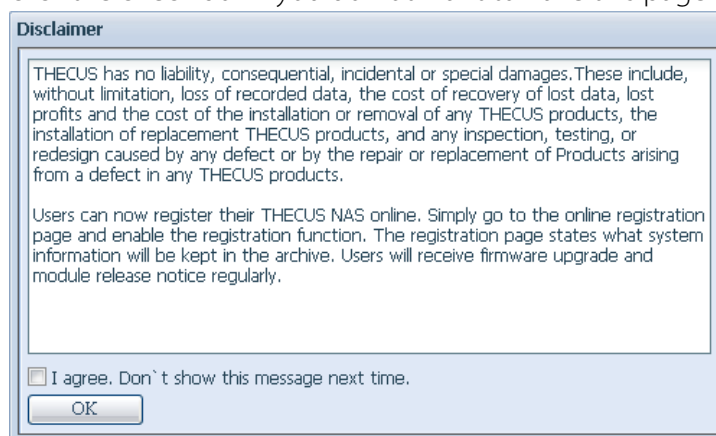 Disclaimer
THECUS has no liability, consequential, incidental or special damages.These include,
without limitation, loss of recorded data, the cost of recovery of lost data, lost
profits and the cost of the installation or removal of any THECUS products, the
installation of replacement THECUS products, and any inspection, testing, or
redesign caused by any defect or by the repair or replacement of Products arising
from a defect in any THECUS products.
Users can now register their THECUS NAS online. Simply go to the online registration
page and enable the registration function. The registration page states what system
information will be kept in the archive. Users will receive firmware upgrade and
module release notice regularly.
I agree. Don`t show this message next time.
OK